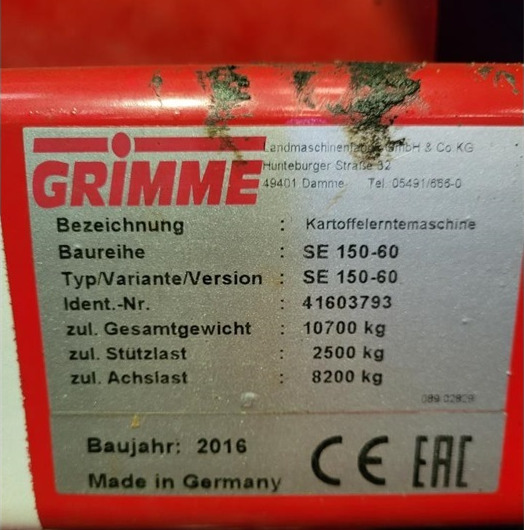 GRIMME
Landmaschinenfabrik GmbH & Co. KG
Hunteburger Straße 32
49401 Damme Tel. 05491/666-0
Bezeichnung : Kartoffelerntemaschine
Baureihe : SE 150-60
Typ/Variante/Version : SE 150-60
Ident.-Nr. : 41603793
zul. Gesamtgewicht : 10700 kg
zul. Stützlast : 2500 kg
zul. Achslast : 8200 kg
089.02829
Baujahr: 2016
Made in Germany
CE EAC